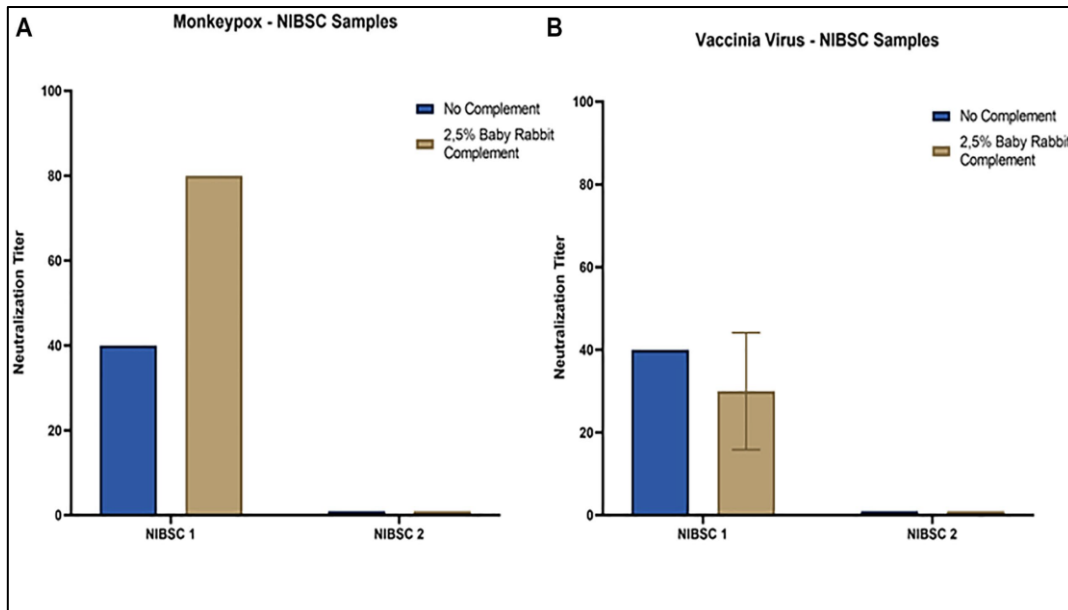 A
Monkeypox - NIBSC Samples
100
80
60
40
20
0
Neutralization Titer
No Complement
2,5% Baby Rabbit
Complement
NIBSC 1
NIBSC 2
B
Vaccinia Virus - NIBSC Samples
100
80
60
40
20
0
Neutralization Titer
No Complement
2,5% Baby Rabbit
Complement
NIBSC 1
NIBSC 2